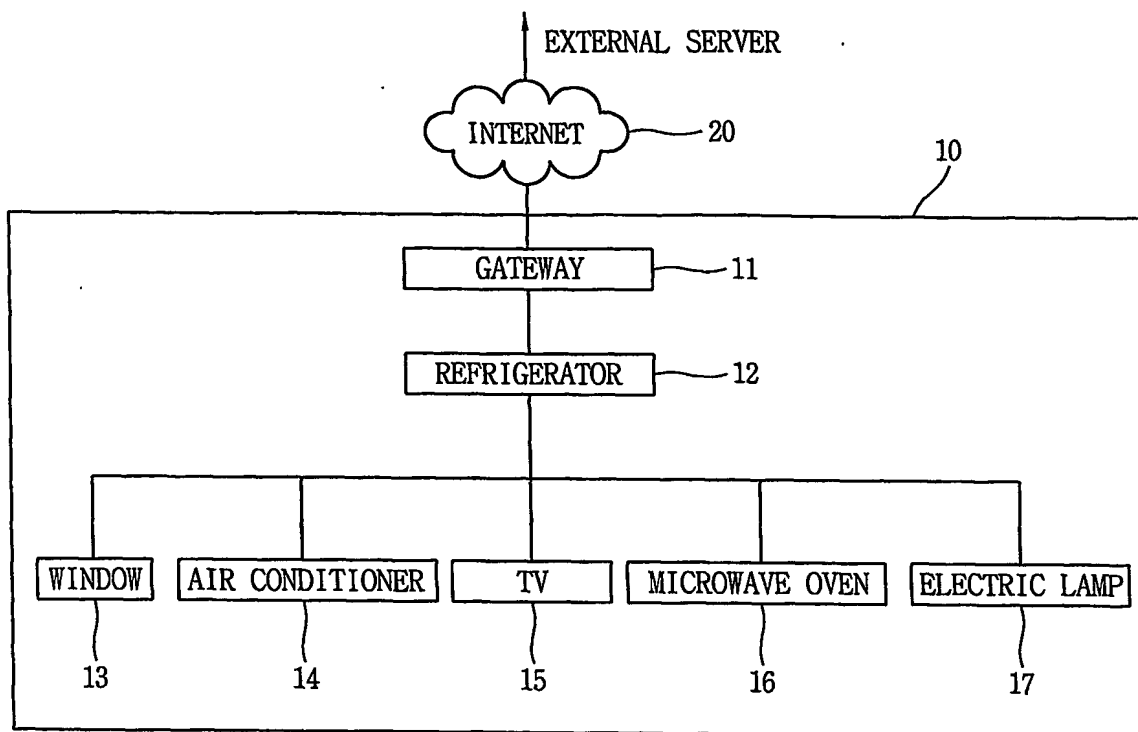 EXTERNAL SERVER
INTERNET
20
10
GATEWAY
11
REFRIGERATOR
12
WINDOW
AIR CONDITIONER
TV
MICROWAVE OVEN
ELECTRIC LAMP
13
14
15
16
17